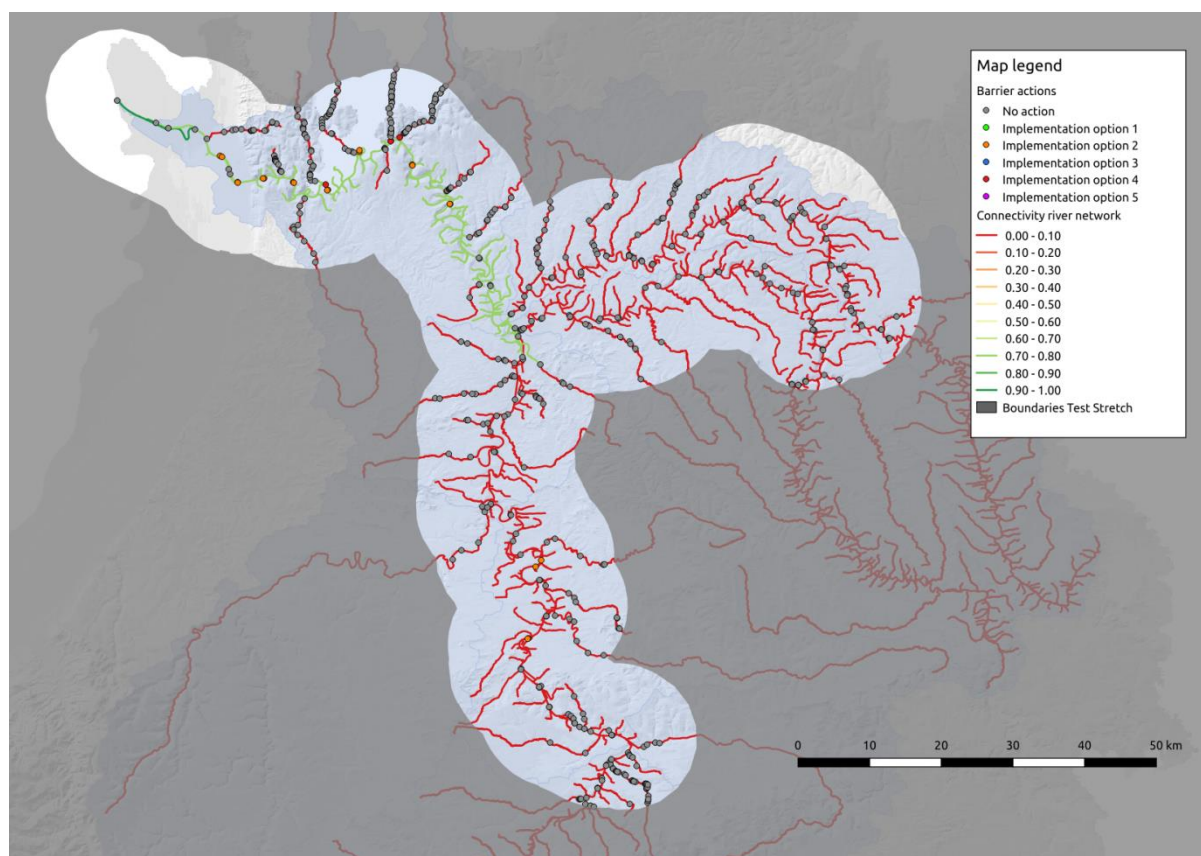 Map legend
Barrier actions
No action
Implementation option 1
Implementation option 2
Implementation option 3
Implementation option 4
Implementation option 5
Connectivity river network
0.00 - 0.10
0.10 - 0.20
0.20 - 0.30
0.30 - 0.40
0.40 - 0.50
0.50 - 0.60
0.60 - 0.70
0.70 - 0.80
0.80 - 0.90
0.90 - 1.00
Boundaries Test Stretch
0 10 20 30 40 50 km